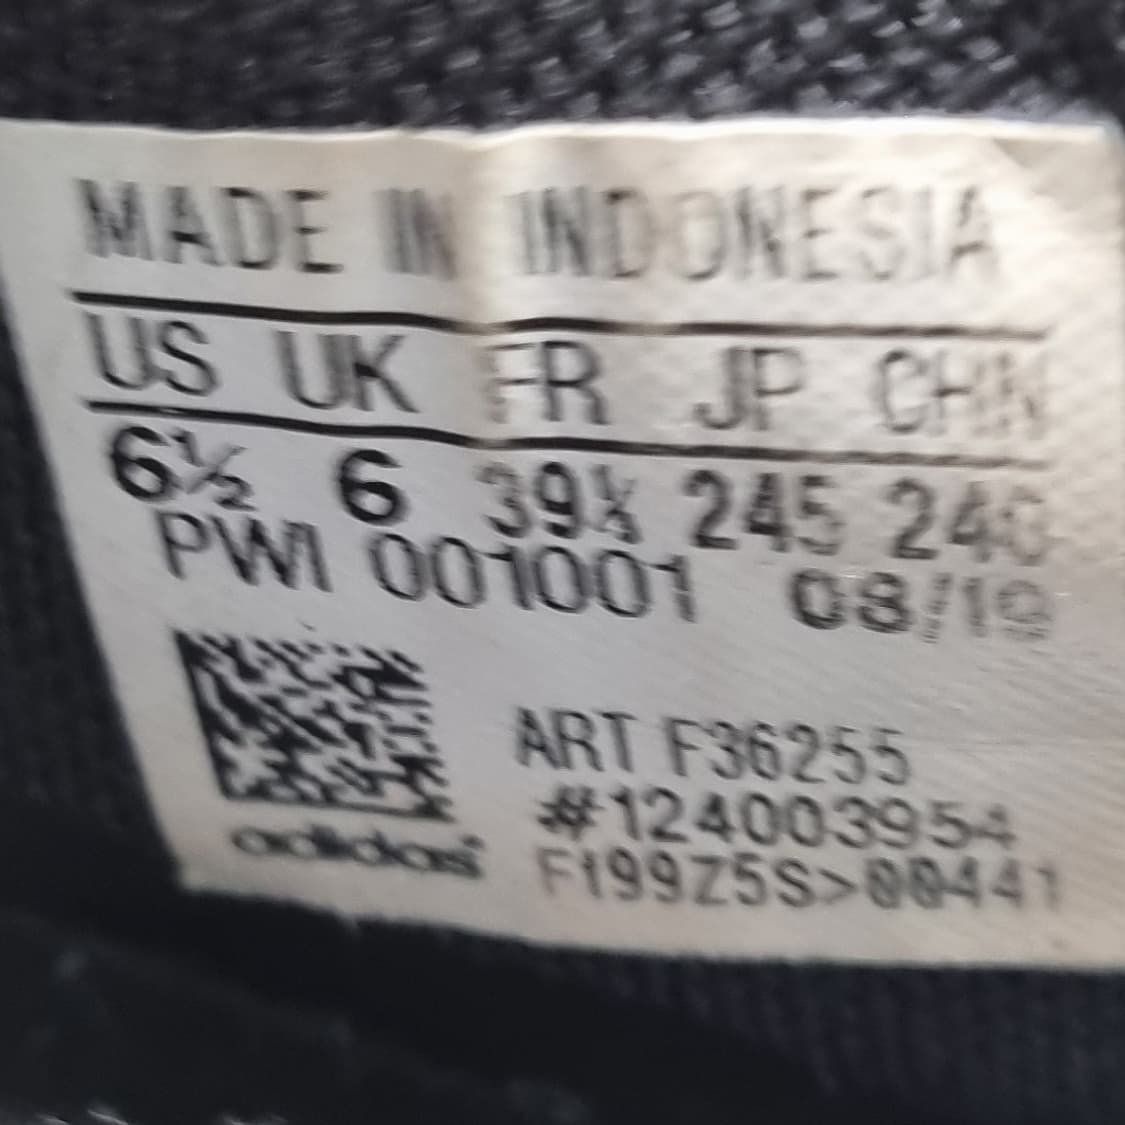 MADE IN INDONESIA
US UK FR JP CHN
6½ 6 39⅓ 245 245
PWI 001001 08/19
ART F36255
#124003954
F199Z5S>00441
adidas